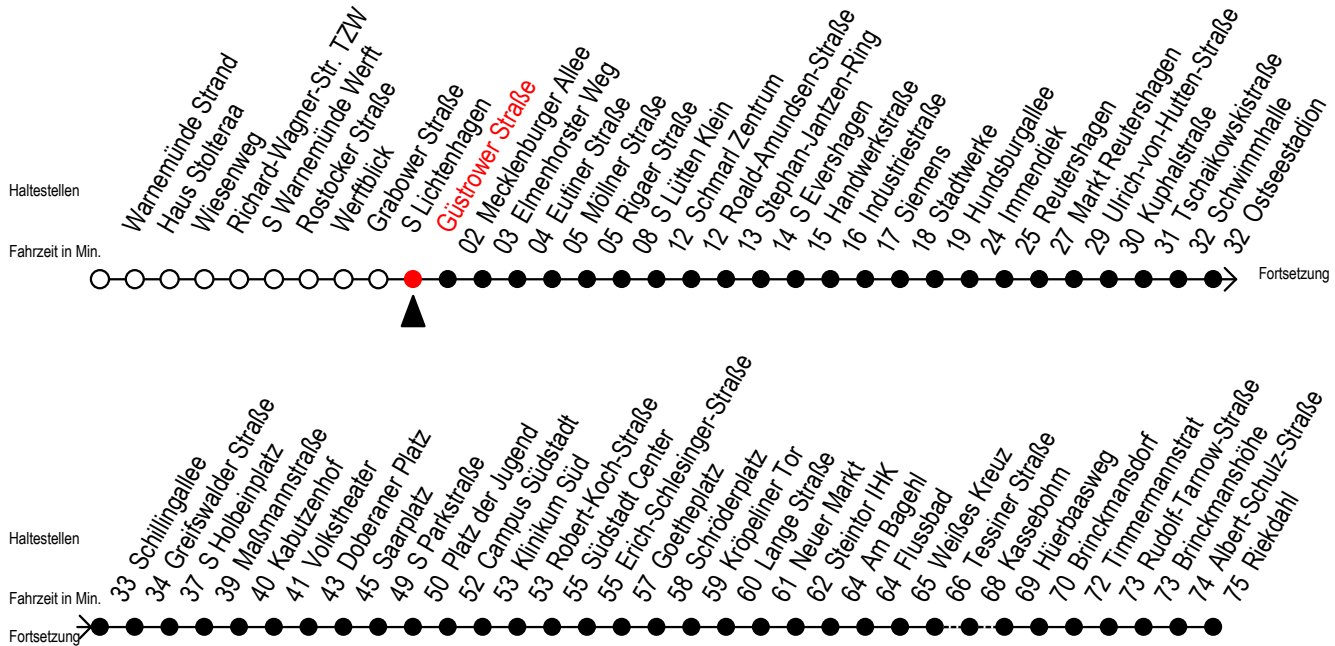 Haltestellen
Fahrzeit in Min.
Warnemünde Strand
Haus Stolteraa
Wiesenweg
Richard-Wagner-Str. TZW
S Warnemünde Werft
Rostocker Straße
Werftblick
Grabower Straße
S Lichtenhagen
Güstrower Straße
02 Mecklenburger Allee
03 Elmenhorster Weg
04 Eutiner Straße
05 Möllner Straße
05 Rigaer Straße
08 S Lütten Klein
12 Schmarl Zentrum
12 Roald-Amundsen-Straße
13 Stephan-Jantzen-Ring
14 S Evershagen
15 Handwerkstraße
16 Industriestraße
17 Siemens
18 Stadtwerke
19 Hundsburgallee
24 Immendiek
25 Reutershagen
27 Markt Reutershagen
29 Ulrich-von-Hutten-Straße
30 Kuphalstraße
31 Tschaikowskistraße
32 Schwimmhalle
32 Ostseestadion
Fortsetzung
Haltestellen
Fahrzeit in Min.
Fortsetzung
33 Schillingallee
34 Greifswalder Straße
37 S Holbeinplatz
39 Maßmannstraße
40 Kabutzenhof
41 Volkstheater
43 Doberaner Platz
45 Saarplatz
49 S Parkstraße
50 Platz der Jugend
52 Campus Südstadt
53 Klinikum Süd
53 Robert-Koch-Straße
55 Südstadt Center
55 Erich-Schlesinger-Straße
57 Goetheplatz
58 Schröderplatz
59 Kröpeliner Tor
60 Lange Straße
61 Neuer Markt
62 Steintor IHK
64 Am Bagehl
64 Flussbad
65 Weißes Kreuz
66 Tessiner Straße
68 Kassebohm
69 Hüerbaasweg
70 Brinckmansdorf
72 Timmermannstrat
73 Rudolf-Tarnow-Straße
73 Brinckmanshöhe
74 Albert-Schulz-Straße
75 Riekdahl